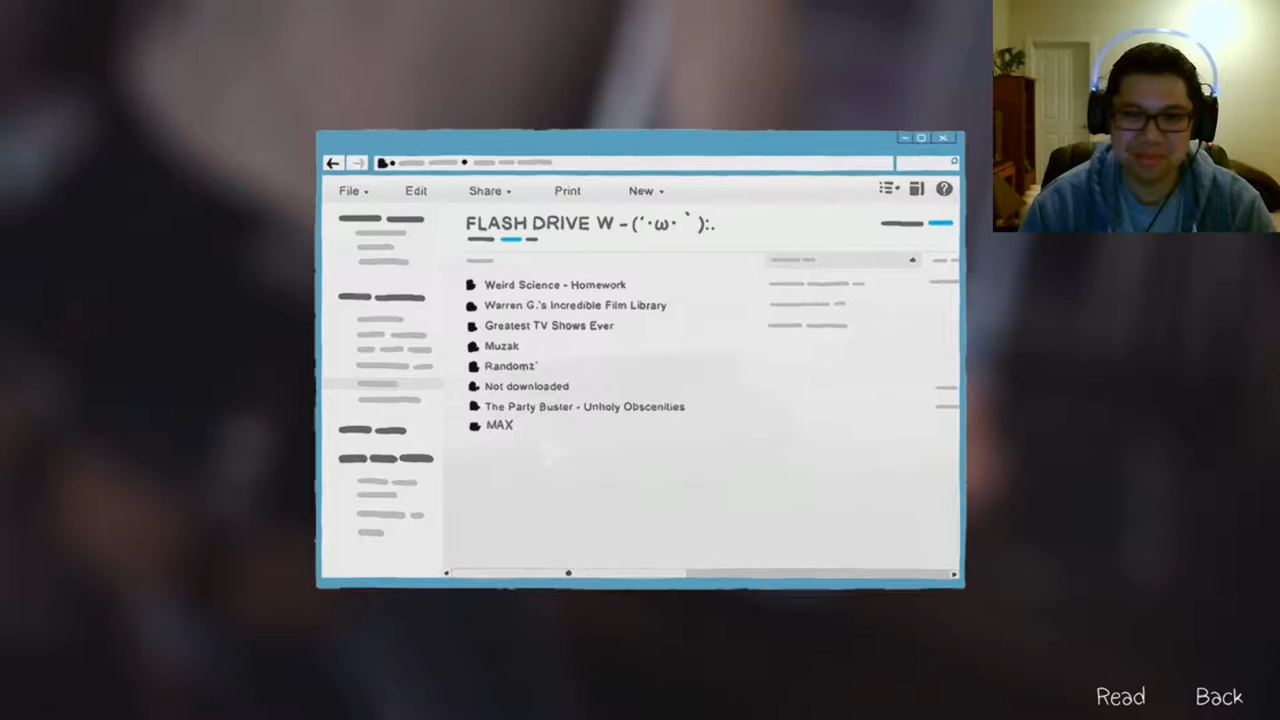 File Edit Share Print New
FLASH DRIVE W -(´･ω･`):.
Weird Science - Homework
Warren G.'s Incredible Film Library
Greatest TV Shows Ever
Muzak
Randomz'
Not downloaded
The Party Buster - Unholy Obscenities
MAX
Read Back